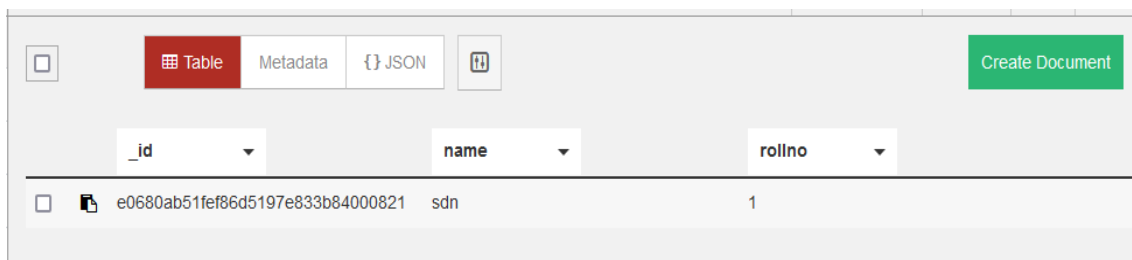 Table Metadata {} JSON Create Document
_id name rollno
e0680ab51fef86d5197e833b84000821 sdn 1